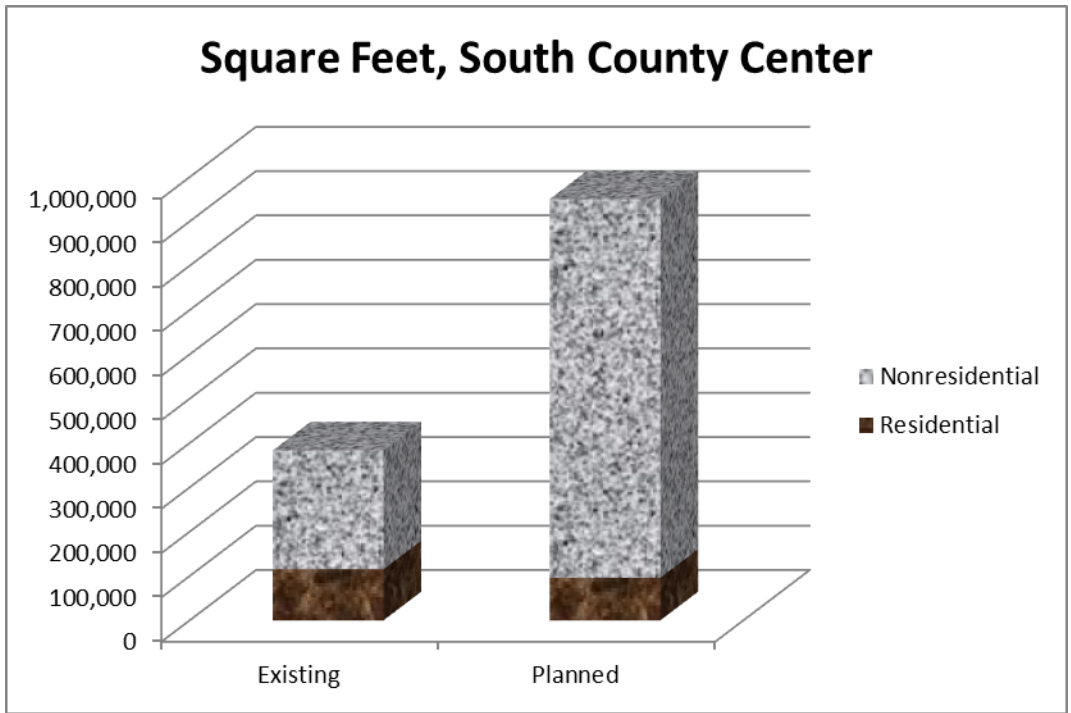 Square Feet, South County Center
1,000,000
900,000
800,000
700,000
600,000
500,000
400,000
300,000
200,000
100,000
0
Existing
Planned
Nonresidential
Residential